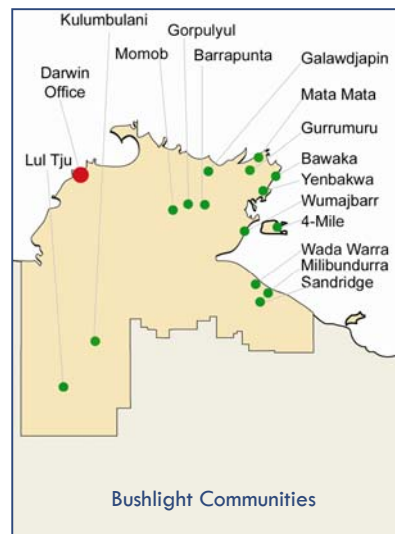 Kulumbulani
Gorpulyul
Momob
Barrapunta
Darwin
Office
Galawdjapin
Mata Mata
Lul Tju
Gurrumuru
Bawaka
Yenbakwa
Wumajbarr
4-Mile
Wada Warra
Milibundurra
Sandridge
Bushlight Communities